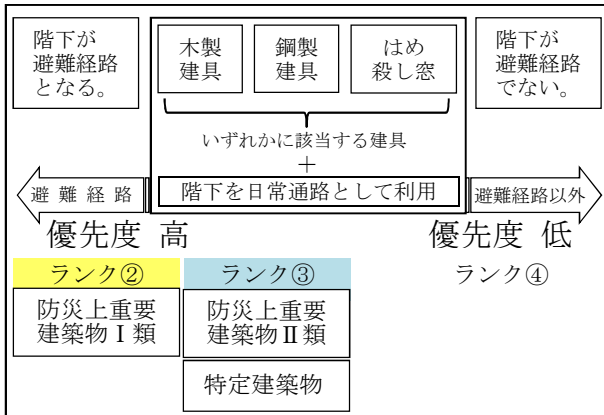 階下が
避難経路
となる。
木製
建具
鋼製
建具
はめ
殺し窓
階下が
避難経路
でない。
いずれかに該当する建具
＋
階下を日常通路として利用
避難経路
避難経路以外
優先度 高
優先度 低
ランク②
ランク③
ランク④
防災上重要
建築物Ⅰ類
防災上重要
建築物Ⅱ類
特定建築物